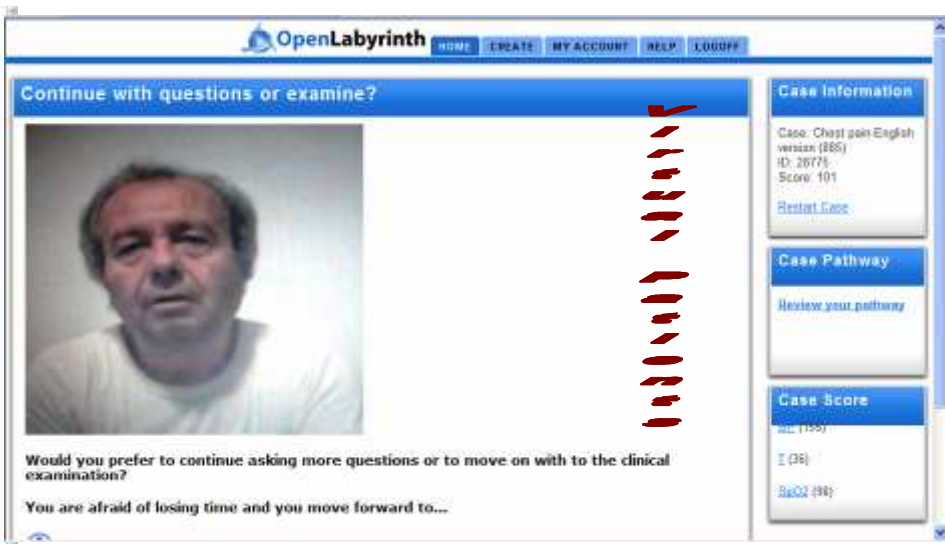 OpenLabyrinth
HOME CREATE MY ACCOUNT HELP LOGOFF
Continue with questions or examine?
Would you prefer to continue asking more questions or to move on with to the clinical
examination?
You are afraid of losing time and you move forward to...
Case Information
Case: Chest pain-English
version (885)
Score: 101
Restart Case
Case Pathway
Review your pathway
Case Score
T (36)
SpO2 (98)